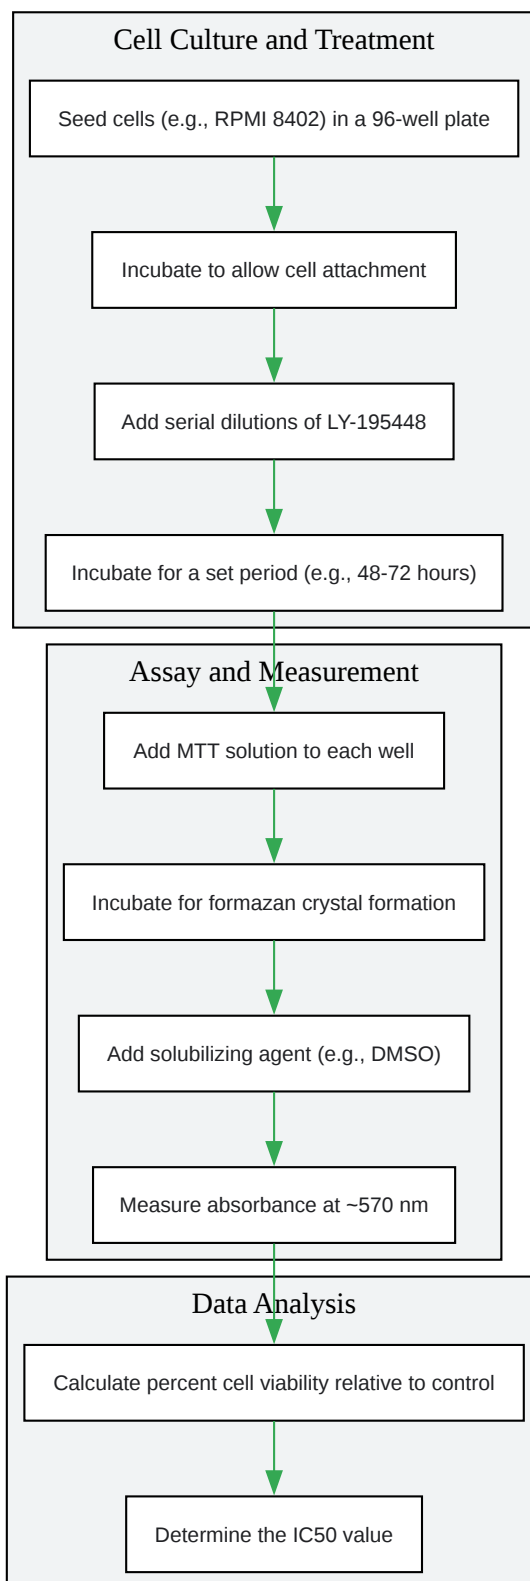 Cell Culture and Treatment
Seed cells (e.g., RPMI 8402) in a 96-well plate
Incubate to allow cell attachment
Add serial dilutions of LY-195448
Incubate for a set period (e.g., 48-72 hours)
Assay and Measurement
Add MTT solution to each well
Incubate for formazan crystal formation
Add solubilizing agent (e.g., DMSO)
Measure absorbance at ~570 nm
Data Analysis
Calculate percent cell viability relative to control
Determine the IC50 value